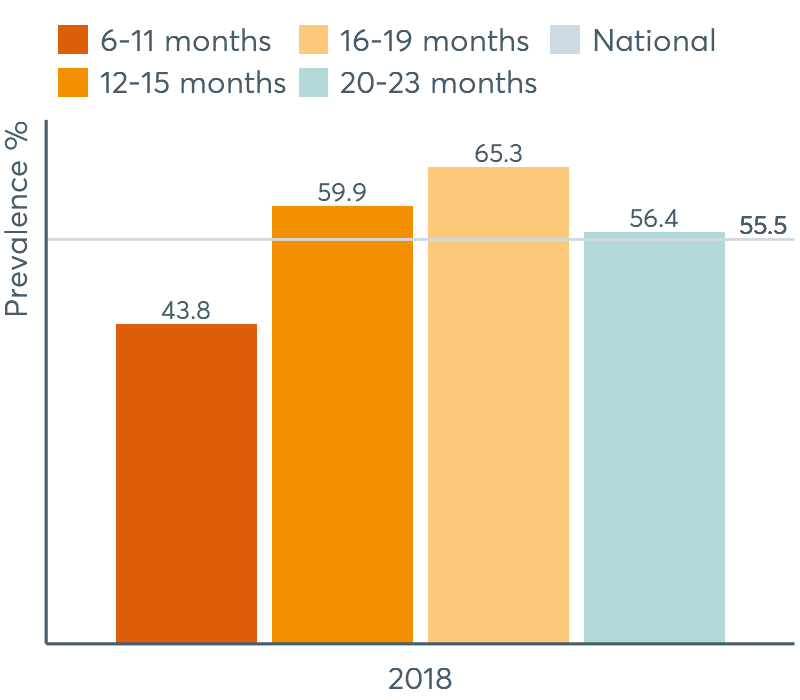 6-11 months 16-19 months National
12-15 months 20-23 months
Prevalence %
65.3
59.9
56.4
55.5
43.8
2018